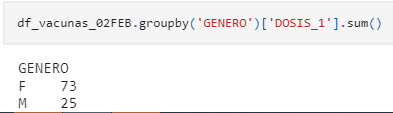 df_vacunas_02FEB.groupby('GENERO')['DOSIS_1'].sum()
GENERO
F    73
M    25